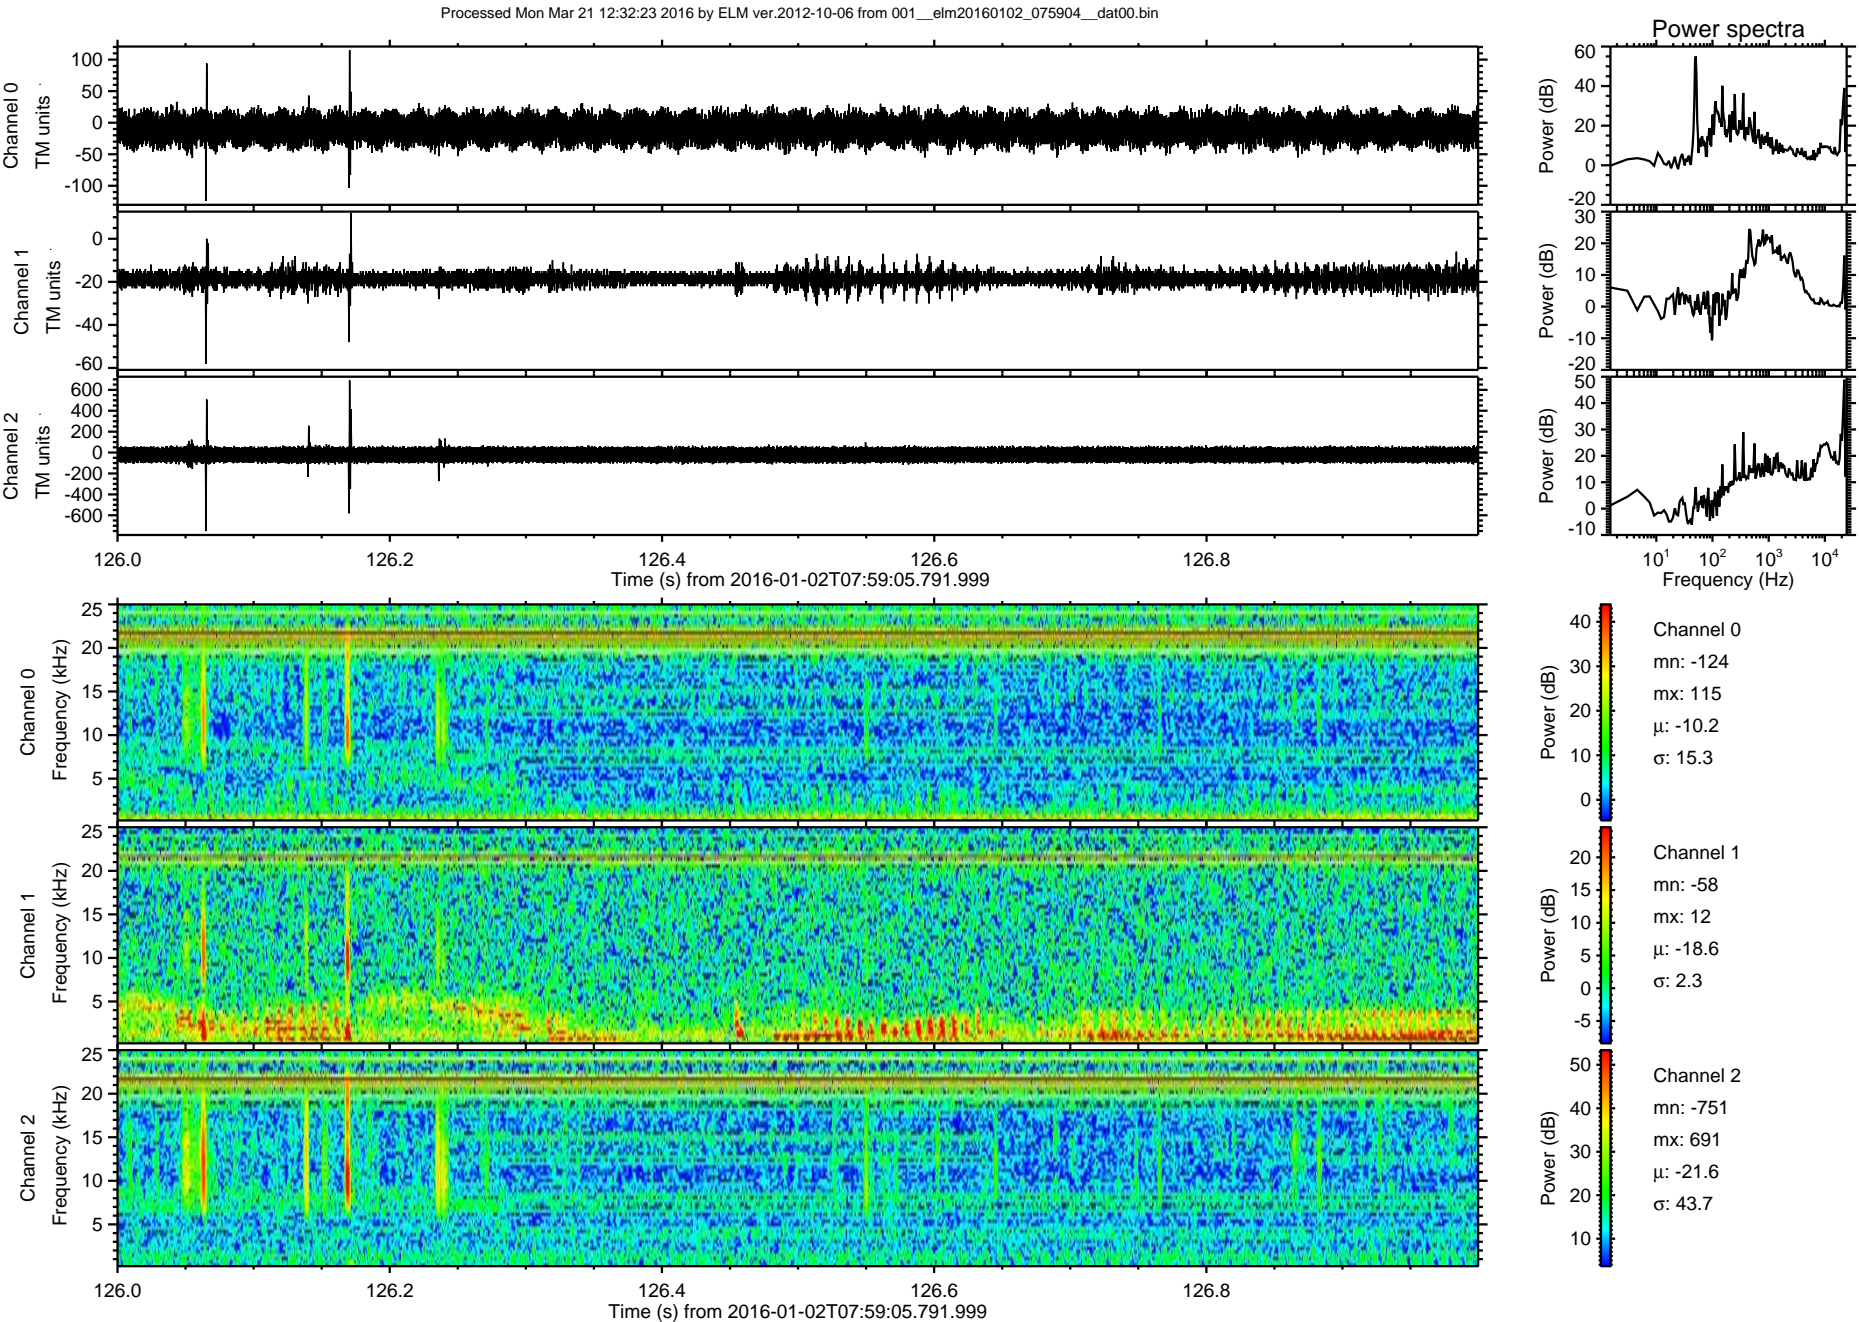 Processed Mon Mar 21 12:32:23 2016 by ELM ver.2012-10-06 from 001__elm20160102_075904__dat00.bin
Power spectra
Channel 0
TM units
100
50
0
-50
-100
Power (dB)
60
40
20
0
-20
Channel 1
TM units
0
-20
-40
-60
Power (dB)
30
20
10
0
-10
-20
Channel 2
TM units
600
400
200
0
-200
-400
-600
Power (dB)
50
40
30
20
10
0
-10
126.0 126.2 126.4 126.6 126.8
Time (s) from 2016-01-02T07:59:05.791.999
10^1 10^2 10^3 10^4
Frequency (Hz)
Channel 0
Frequency (kHz)
25
20
15
10
5
Power (dB)
40
30
20
10
0
Channel 0
mn: -124
mx: 115
μ: -10.2
σ: 15.3
Channel 1
Frequency (kHz)
25
20
15
10
5
Power (dB)
20
15
10
5
0
-5
Channel 1
mn: -58
mx: 12
μ: -18.6
σ: 2.3
Channel 2
Frequency (kHz)
25
20
15
10
5
Power (dB)
50
40
30
20
10
Channel 2
mn: -751
mx: 691
μ: -21.6
σ: 43.7
126.0 126.2 126.4 126.6 126.8
Time (s) from 2016-01-02T07:59:05.791.999